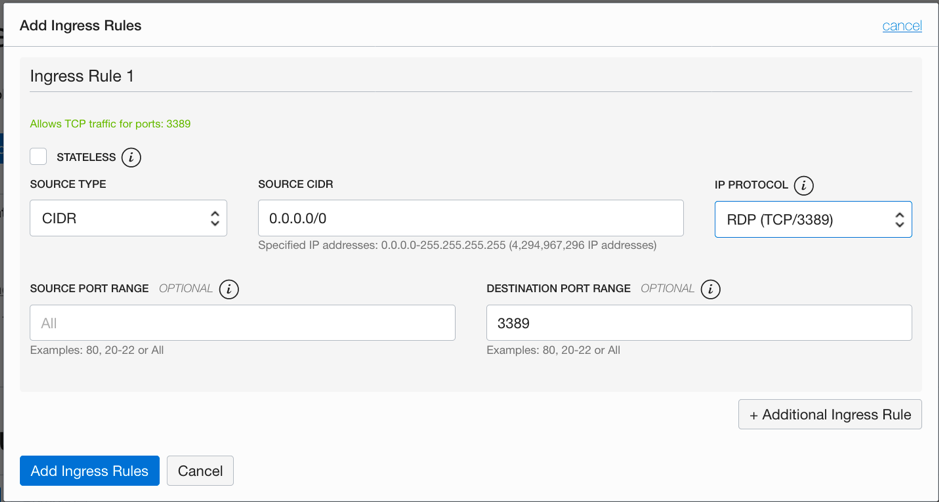 Add Ingress Rules cancel
Ingress Rule 1
Allows TCP traffic for ports: 3389
STATELESS i
SOURCE TYPE SOURCE CIDR IP PROTOCOL i
CIDR 0.0.0.0/0 RDP (TCP/3389)
Specified IP addresses: 0.0.0.0-255.255.255.255 (4,294,967,296 IP addresses)
SOURCE PORT RANGE OPTIONAL i DESTINATION PORT RANGE OPTIONAL i
All 3389
Examples: 80, 20-22 or All Examples: 80, 20-22 or All
+ Additional Ingress Rule
Add Ingress Rules Cancel